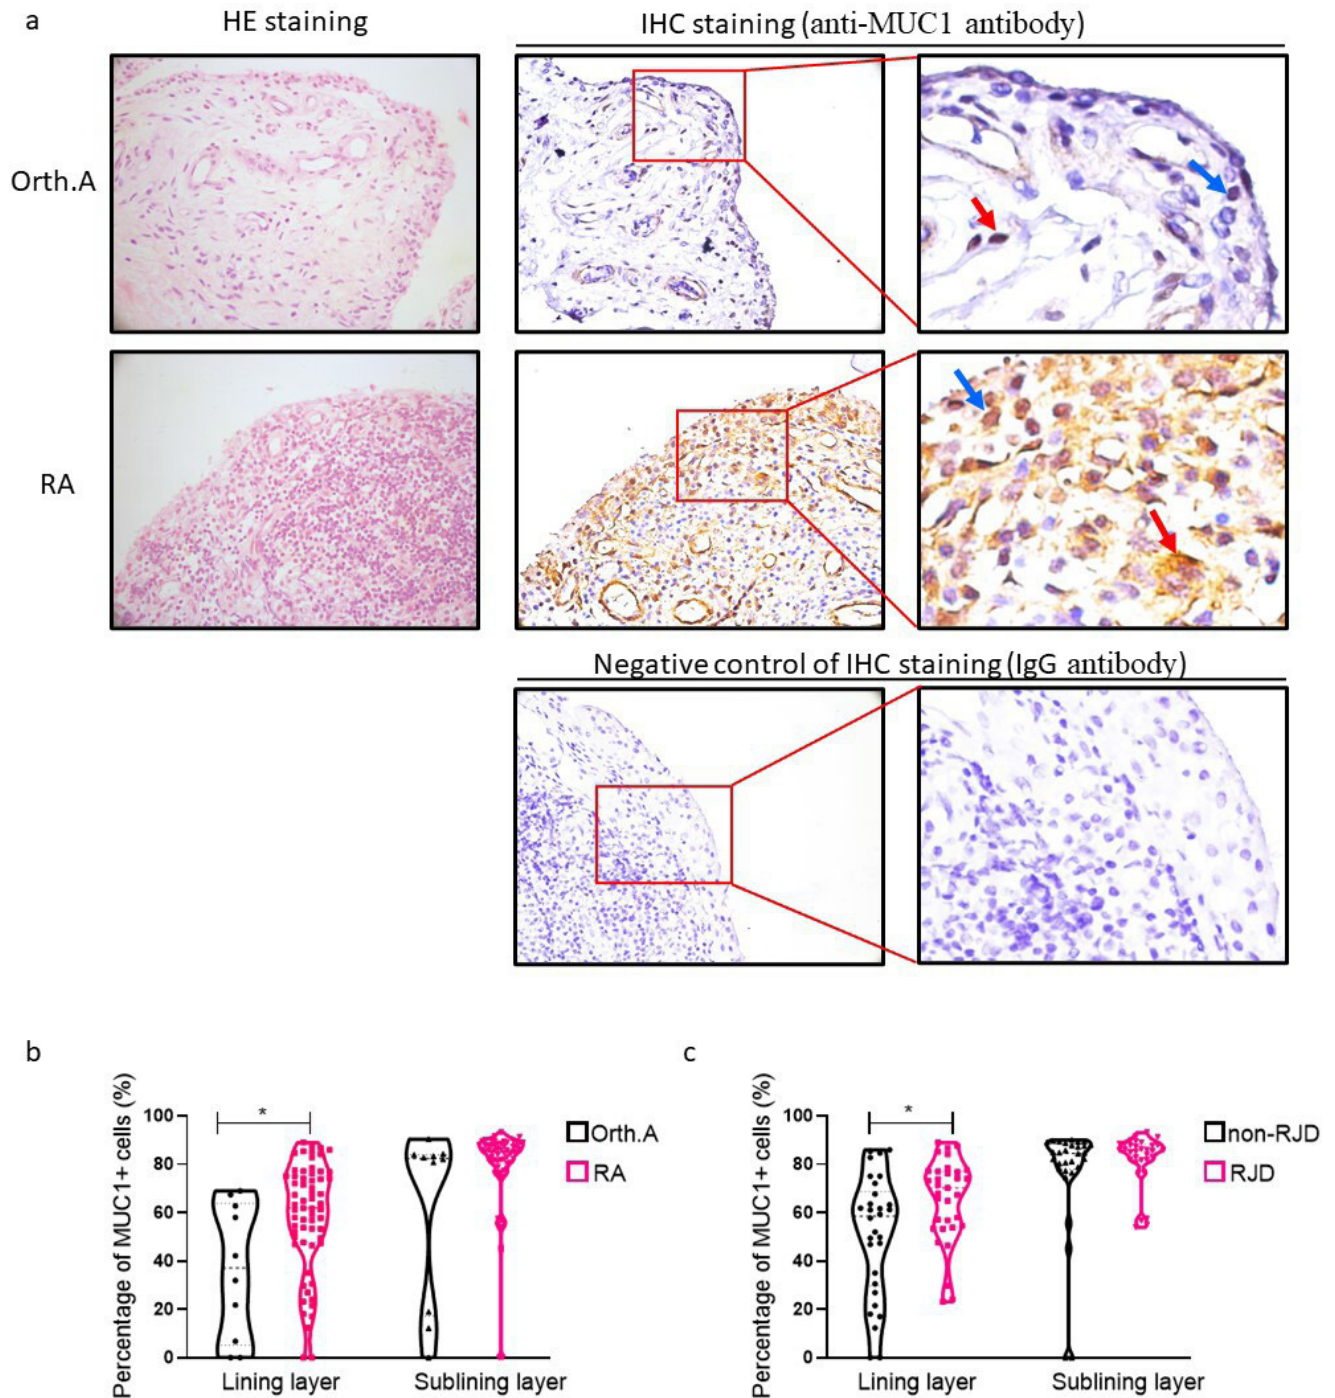 a
HE staining
IHC staining (anti-MUC1 antibody)
Orth.A
RA
Negative control of IHC staining (IgG antibody)
b
Percentage of MUC1+ cells (%)
100
80
60
40
20
0
*
Lining layer
Sublining layer
Orth.A
RA
c
Percentage of MUC1+ cells (%)
100
80
60
40
20
0
*
Lining layer
Sublining layer
non-RJD
RJD